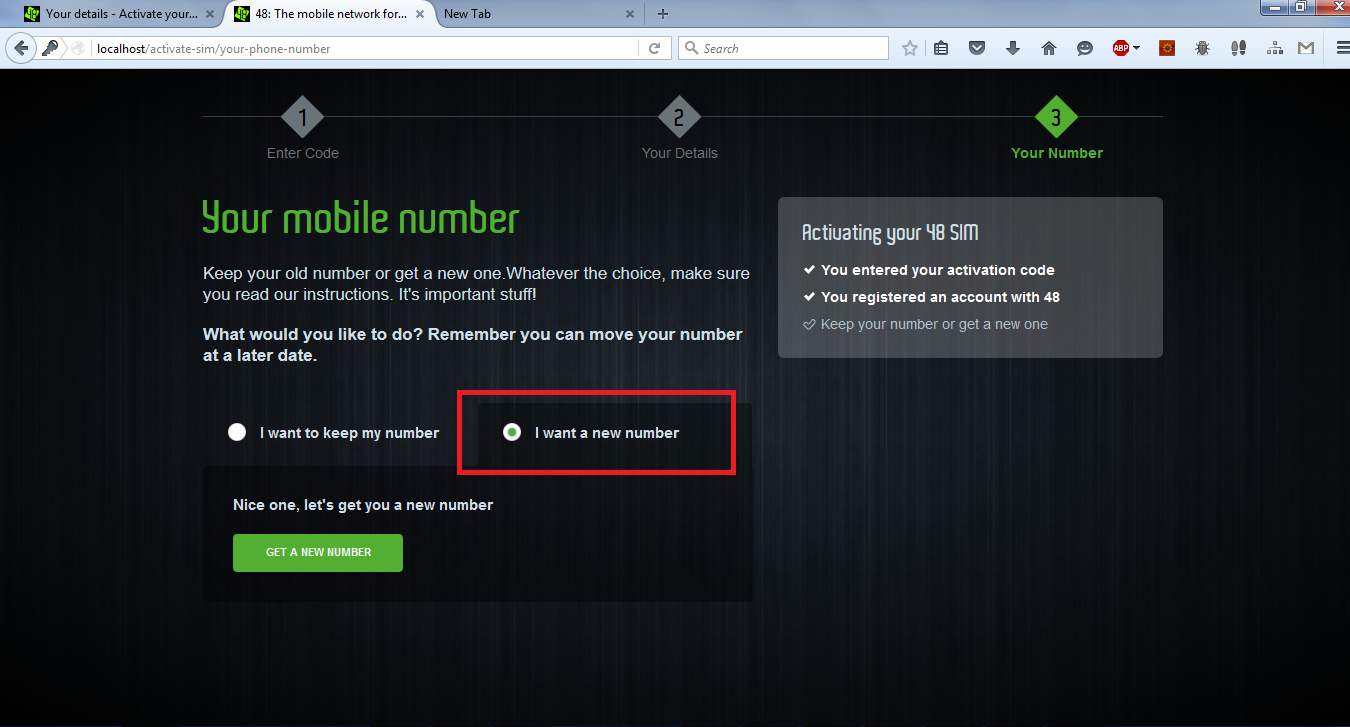 Your details - Activate your...
48: The mobile network for...
New Tab
localhost/activate-sim/your-phone-number
Search
ABP
1
2
3
Enter Code
Your Details
Your Number
Your mobile number
Keep your old number or get a new one.Whatever the choice, make sure
you read our instructions. It's important stuff!
What would you like to do? Remember you can move your number
at a later date.
I want to keep my number
I want a new number
Nice one, let's get you a new number
GET A NEW NUMBER
Activating your 48 SIM
You entered your activation code
You registered an account with 48
Keep your number or get a new one